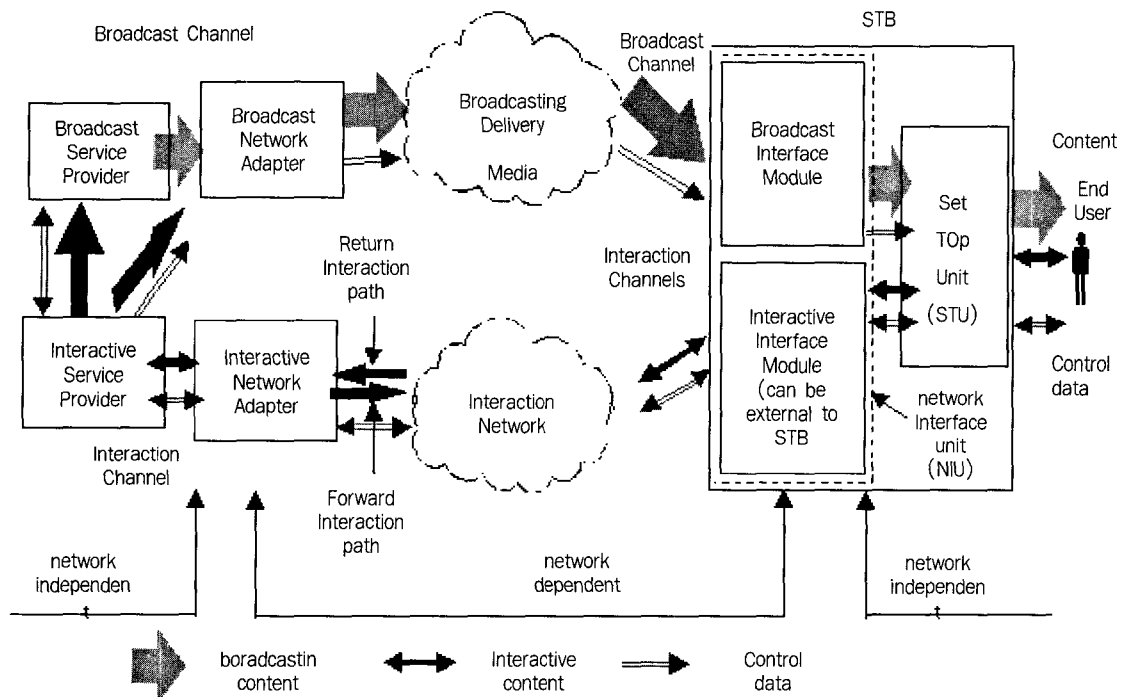 STB
Broadcast Channel
Broadcast
Channel
Broadcast
Service
Provider
Broadcast
Network
Adapter
Broadcasting
Delivery
Media
Broadcast
Interface
Module
Content
End
User
Set
TOp
Unit
(STU)
Return
Interaction
path
Interaction
Channels
Interactive
Service
Provider
Interactive
Network
Adapter
Interaction
Network
Interactive
Interface
Module
(can be
external to
STB
Control
data
network
Interface
unit
(NIU)
Interaction
Channel
Forward
Interaction
path
network
independen
t
network
dependent
network
independen
t
boradcastin
content
Interactive
content
Control
data